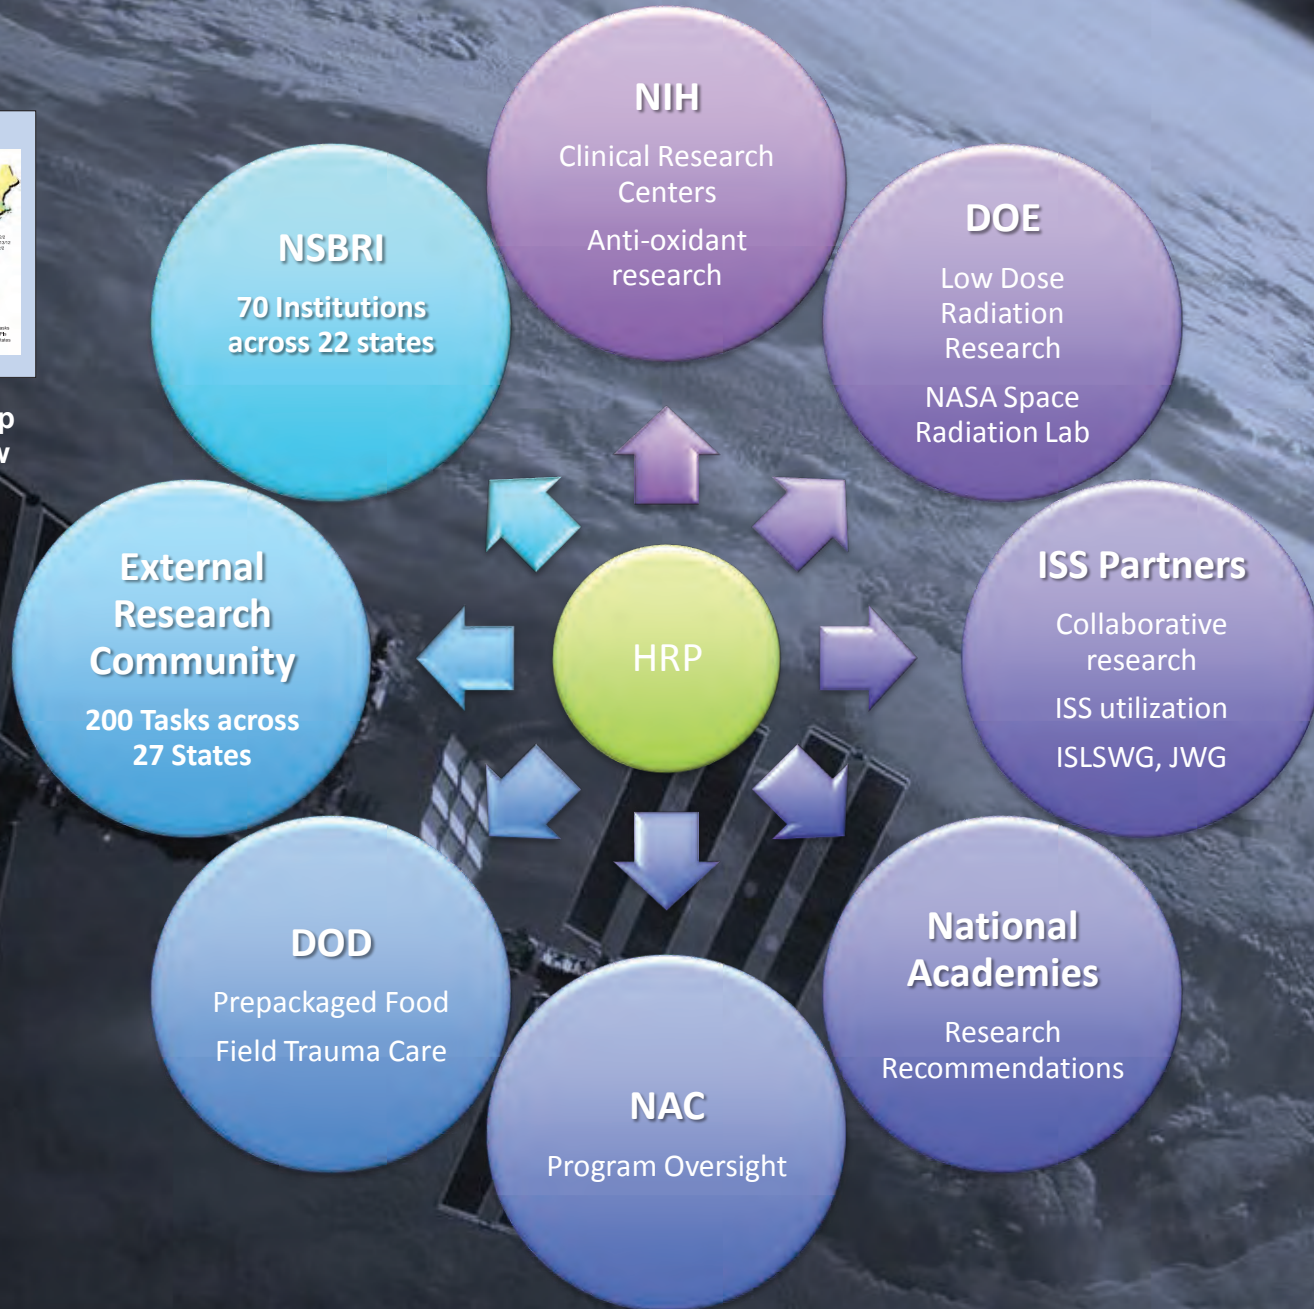 NIH
Clinical Research
Centers
Anti-oxidant
research
DOE
Low Dose
Radiation
Research
NASA Space
Radiation Lab
ISS Partners
Collaborative
research
ISS utilization
ISLSWG, JWG
National
Academies
Research
Recommendations
NAC
Program Oversight
DOD
Prepackaged Food
Field Trauma Care
External
Research
Community
200 Tasks across
27 States
NSBRI
70 Institutions
across 22 states
HRP